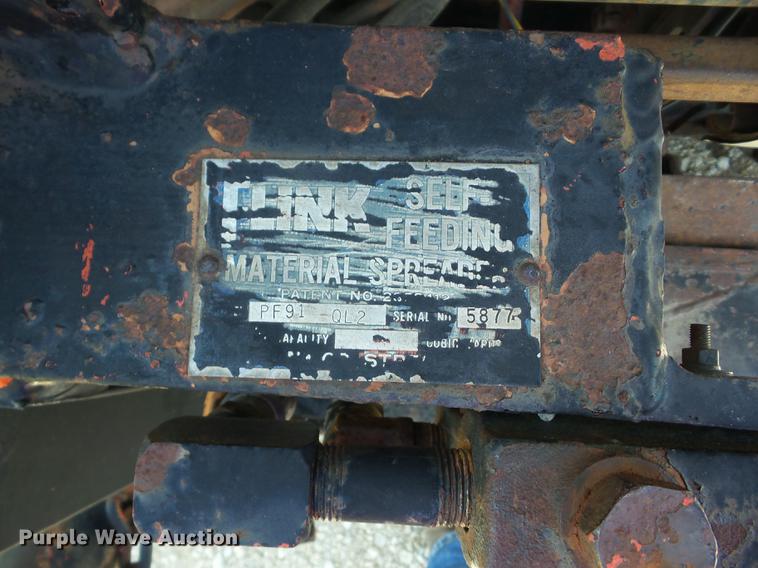 FLINK SELF
FEEDING
MATERIAL SPREADER
PATENT NO.
PF91 QL2 SERIAL NO. 5877
CUBIC
Purple Wave Auction